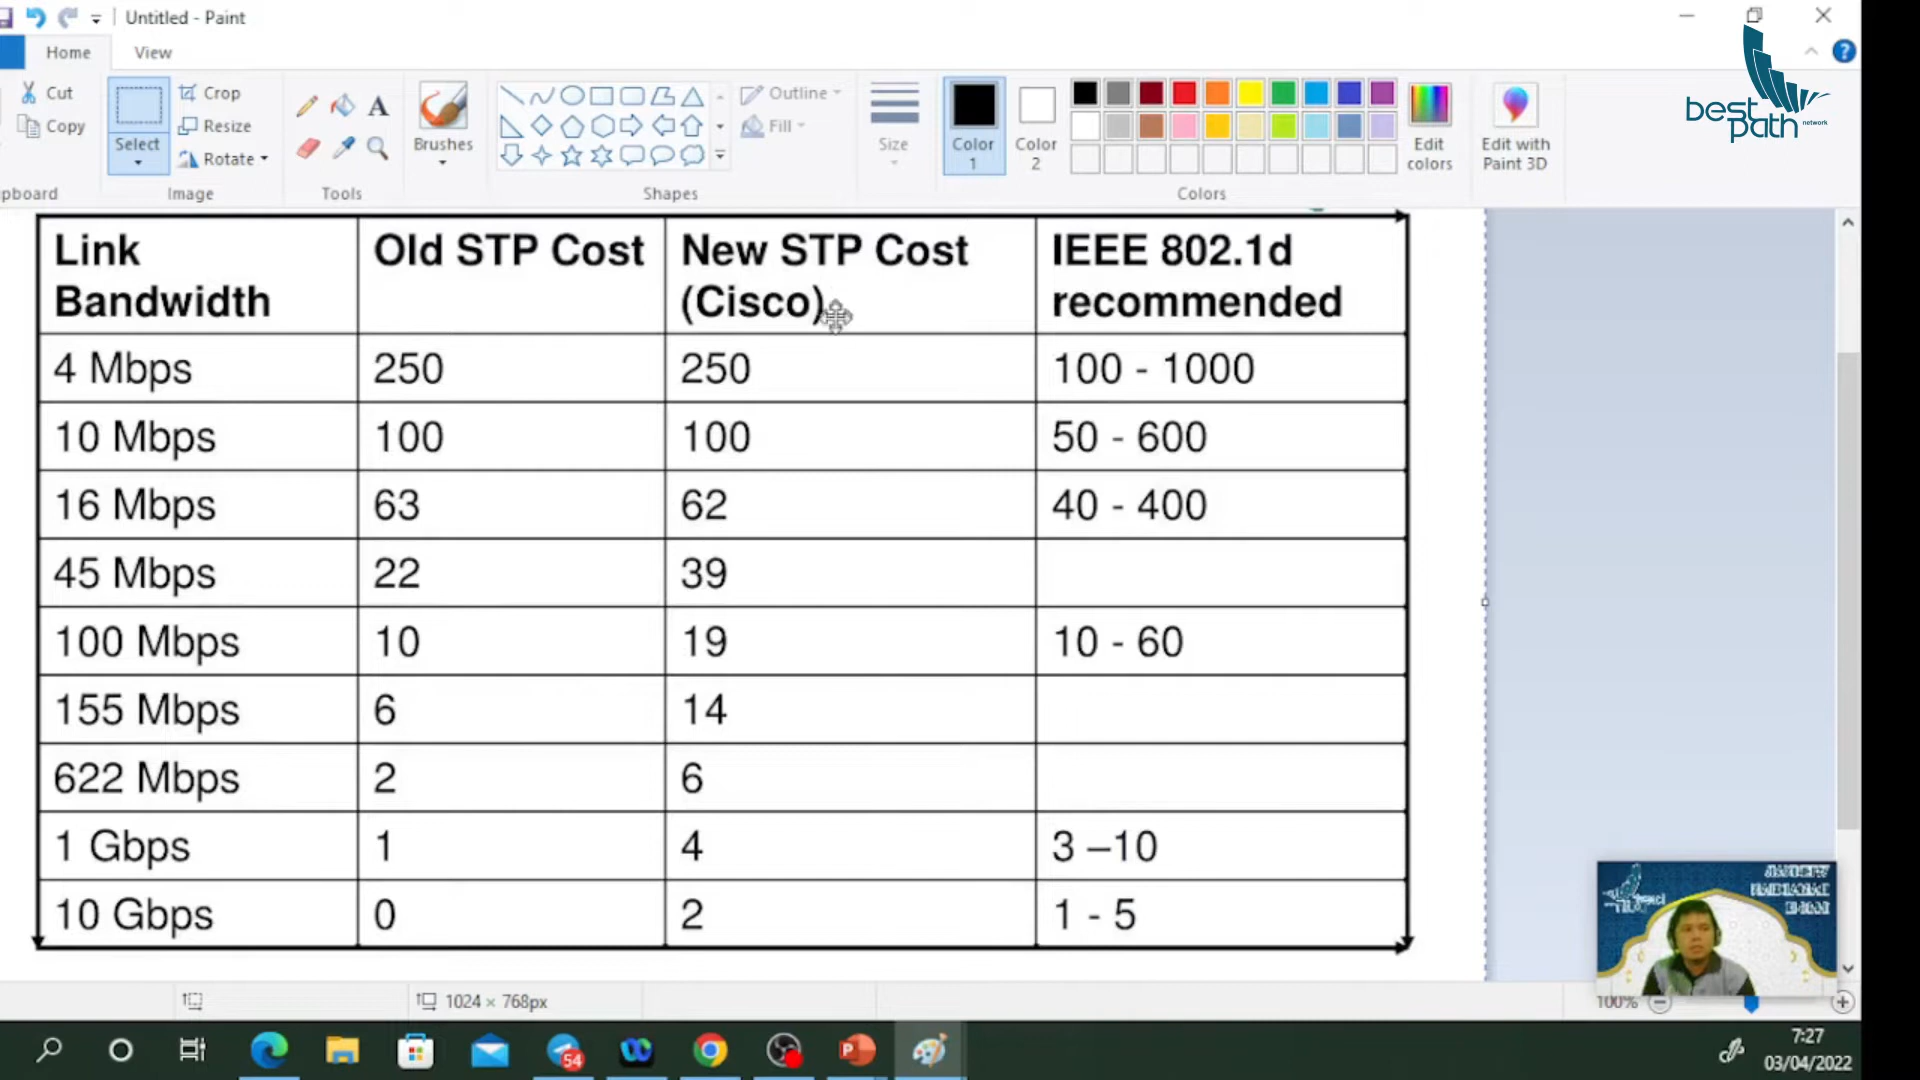 Untitled - Paint
Home View
Cut
Copy
Select
Crop
Resize
Rotate
Image
A
Tools
Brushes
Shapes
Outline
Fill
Size
Color 1
Color 2
Edit colors
Colors
Edit with Paint 3D
best path network
pboard
Link Bandwidth Old STP Cost New STP Cost (Cisco) IEEE 802.1d recommended
4 Mbps 250 250 100 - 1000
10 Mbps 100 100 50 - 600
16 Mbps 63 62 40 - 400
45 Mbps 22 39
100 Mbps 10 19 10 - 60
155 Mbps 6 14
622 Mbps 2 6
1 Gbps 1 4 3 –10
10 Gbps 0 2 1 - 5
1024 × 768px
100%
54
7:27
03/04/2022